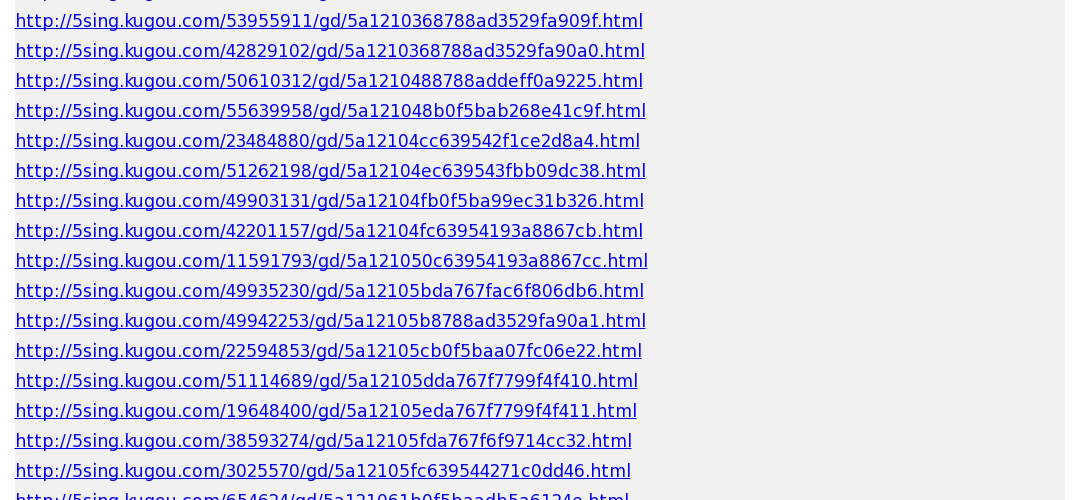 http://5sing.kugou.com/53955911/gd/5a1210368788ad3529fa909f.html
http://5sing.kugou.com/42829102/gd/5a1210368788ad3529fa90a0.html
http://5sing.kugou.com/50610312/gd/5a1210488788addeff0a9225.html
http://5sing.kugou.com/55639958/gd/5a121048b0f5bab268e41c9f.html
http://5sing.kugou.com/23484880/gd/5a12104cc639542f1ce2d8a4.html
http://5sing.kugou.com/51262198/gd/5a12104ec639543fbb09dc38.html
http://5sing.kugou.com/49903131/gd/5a12104fb0f5ba99ec31b326.html
http://5sing.kugou.com/42201157/gd/5a12104fc63954193a8867cb.html
http://5sing.kugou.com/11591793/gd/5a121050c63954193a8867cc.html
http://5sing.kugou.com/49935230/gd/5a12105bda767fac6f806db6.html
http://5sing.kugou.com/49942253/gd/5a12105b8788ad3529fa90a1.html
http://5sing.kugou.com/22594853/gd/5a12105cb0f5baa07fc06e22.html
http://5sing.kugou.com/51114689/gd/5a12105dda767f7799f4f410.html
http://5sing.kugou.com/19648400/gd/5a12105eda767f7799f4f411.html
http://5sing.kugou.com/38593274/gd/5a12105fda767f6f9714cc32.html
http://5sing.kugou.com/3025570/gd/5a12105fc639544271c0dd46.html